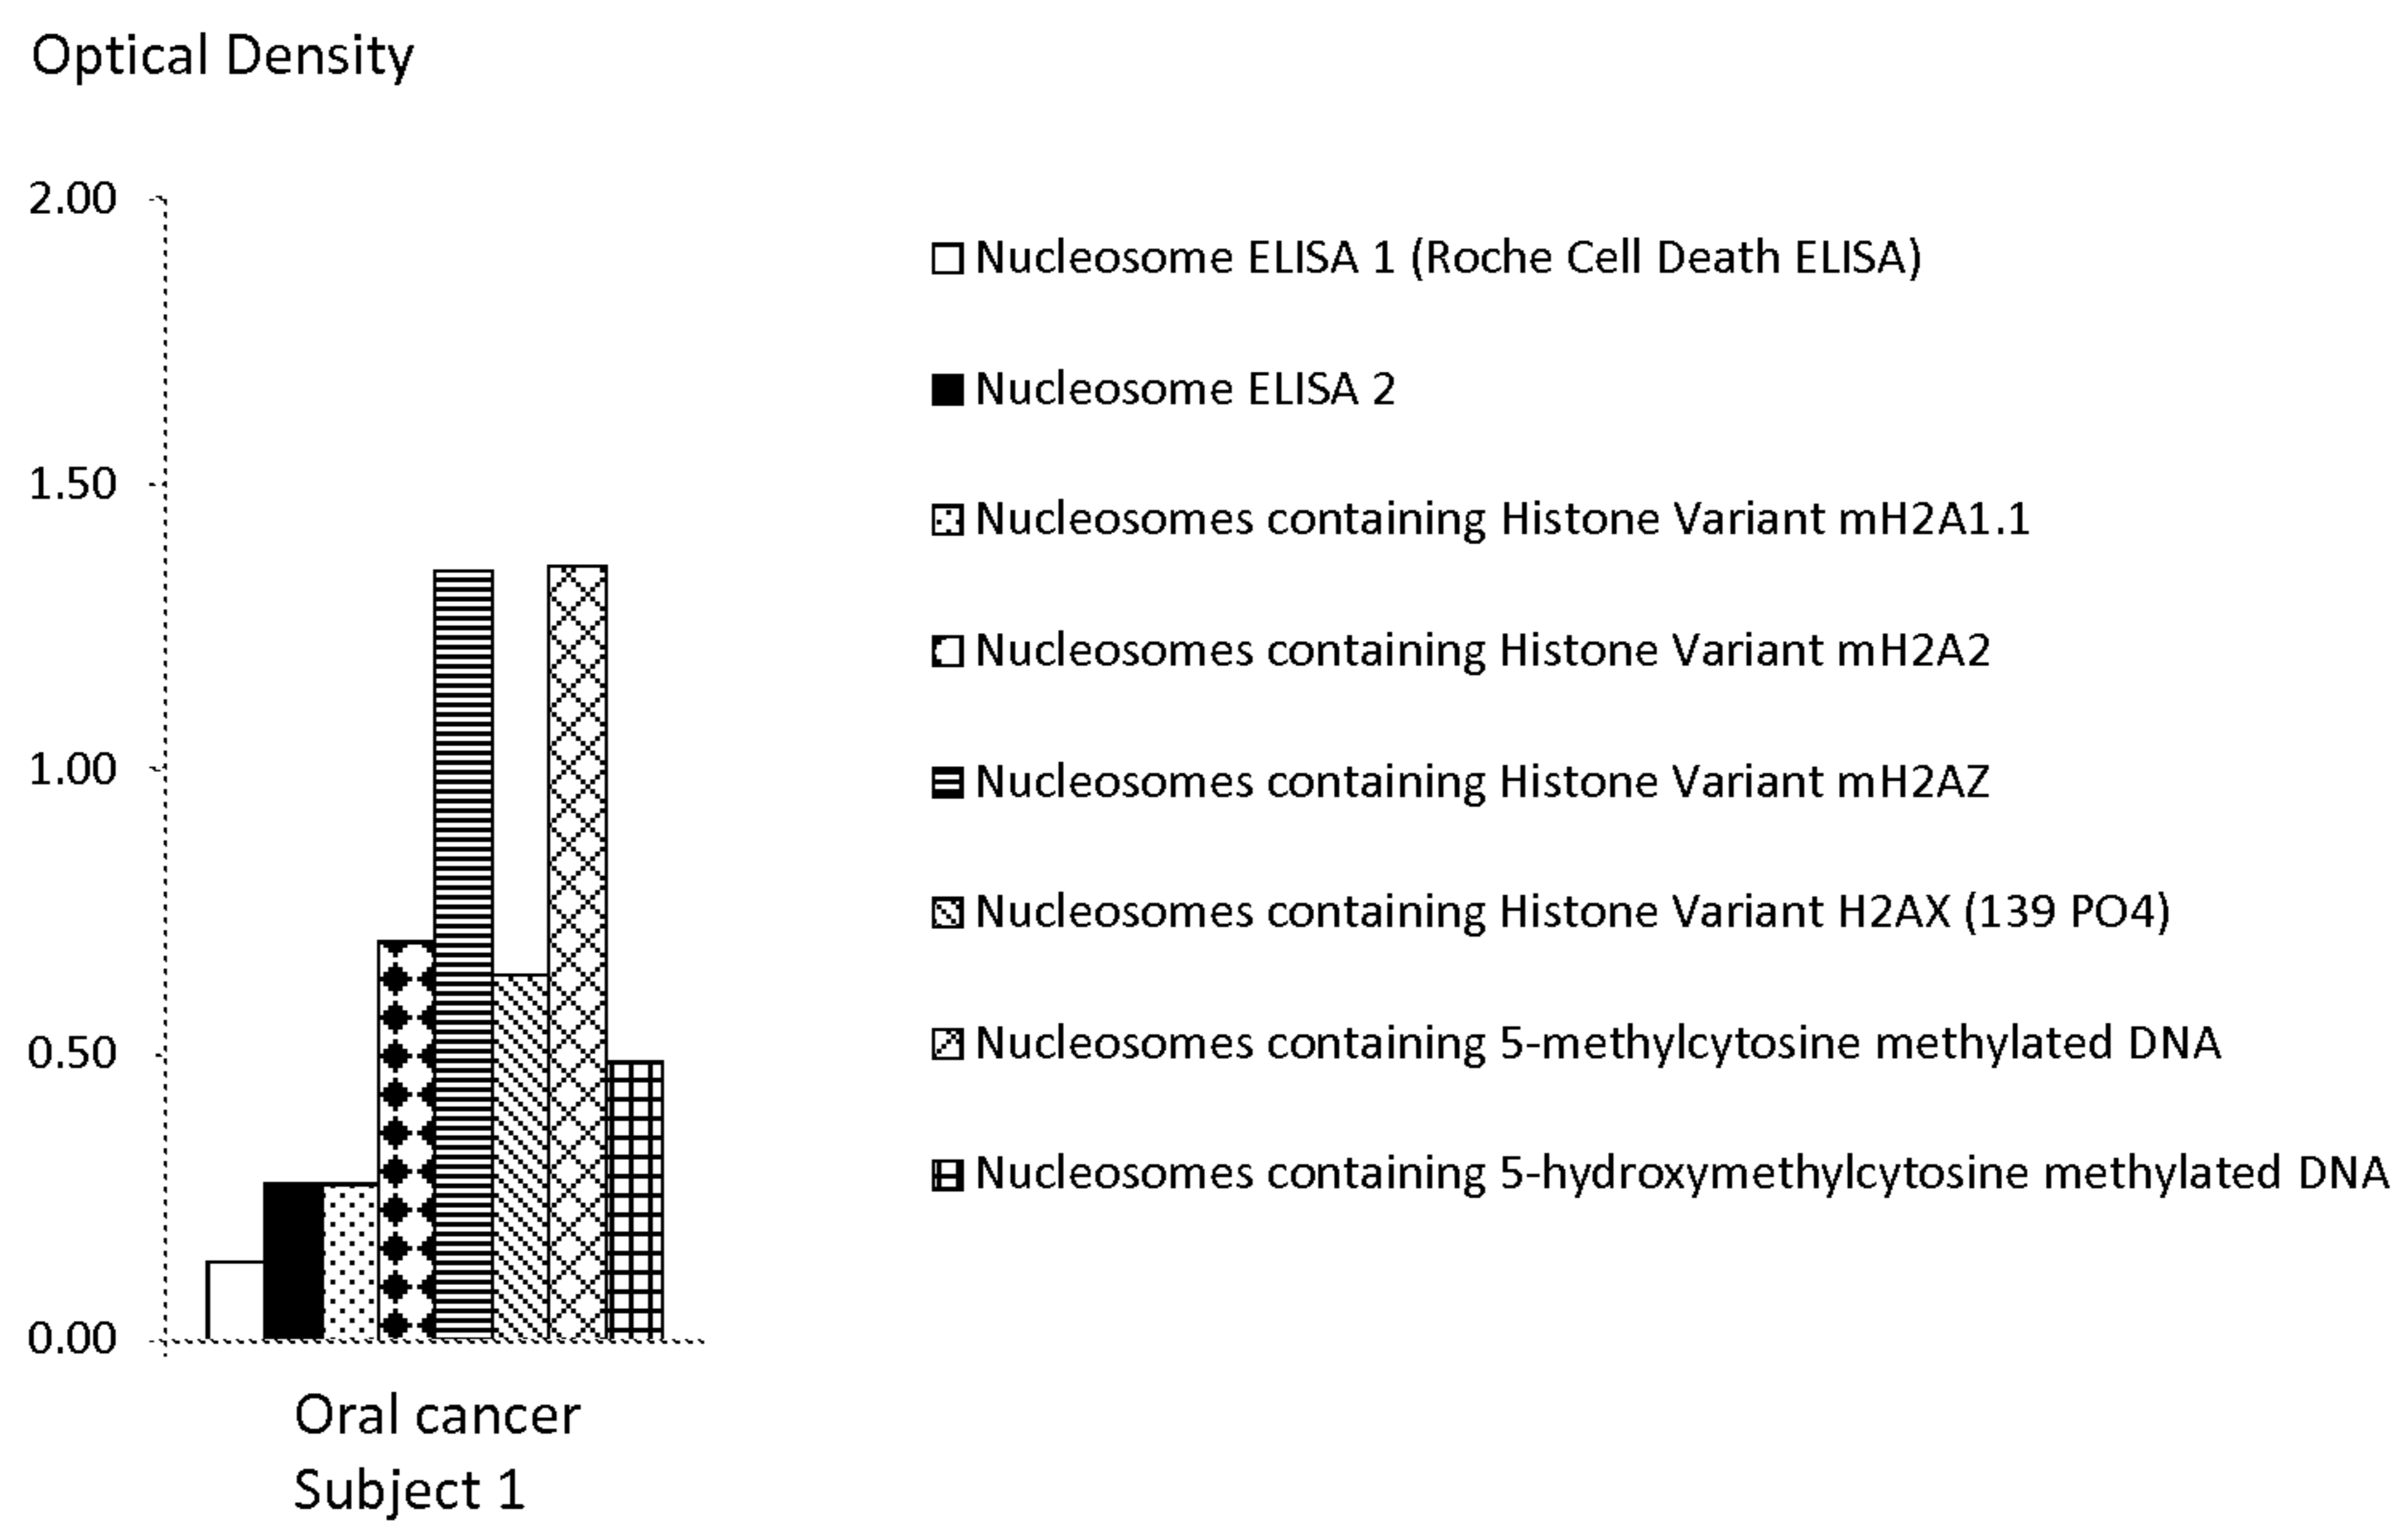 Optical Density
2.00
1.50
1.00
0.50
0.00
Oral cancer
Subject 1
Nucleosome ELISA 1 (Roche Cell Death ELISA)
Nucleosome ELISA 2
Nucleosomes containing Histone Variant mH2A1.1
Nucleosomes containing Histone Variant mH2A2
Nucleosomes containing Histone Variant mH2AZ
Nucleosomes containing Histone Variant H2AX (139 PO4)
Nucleosomes containing 5-methylcytosine methylated DNA
Nucleosomes containing 5-hydroxymethylcytosine methylated DNA